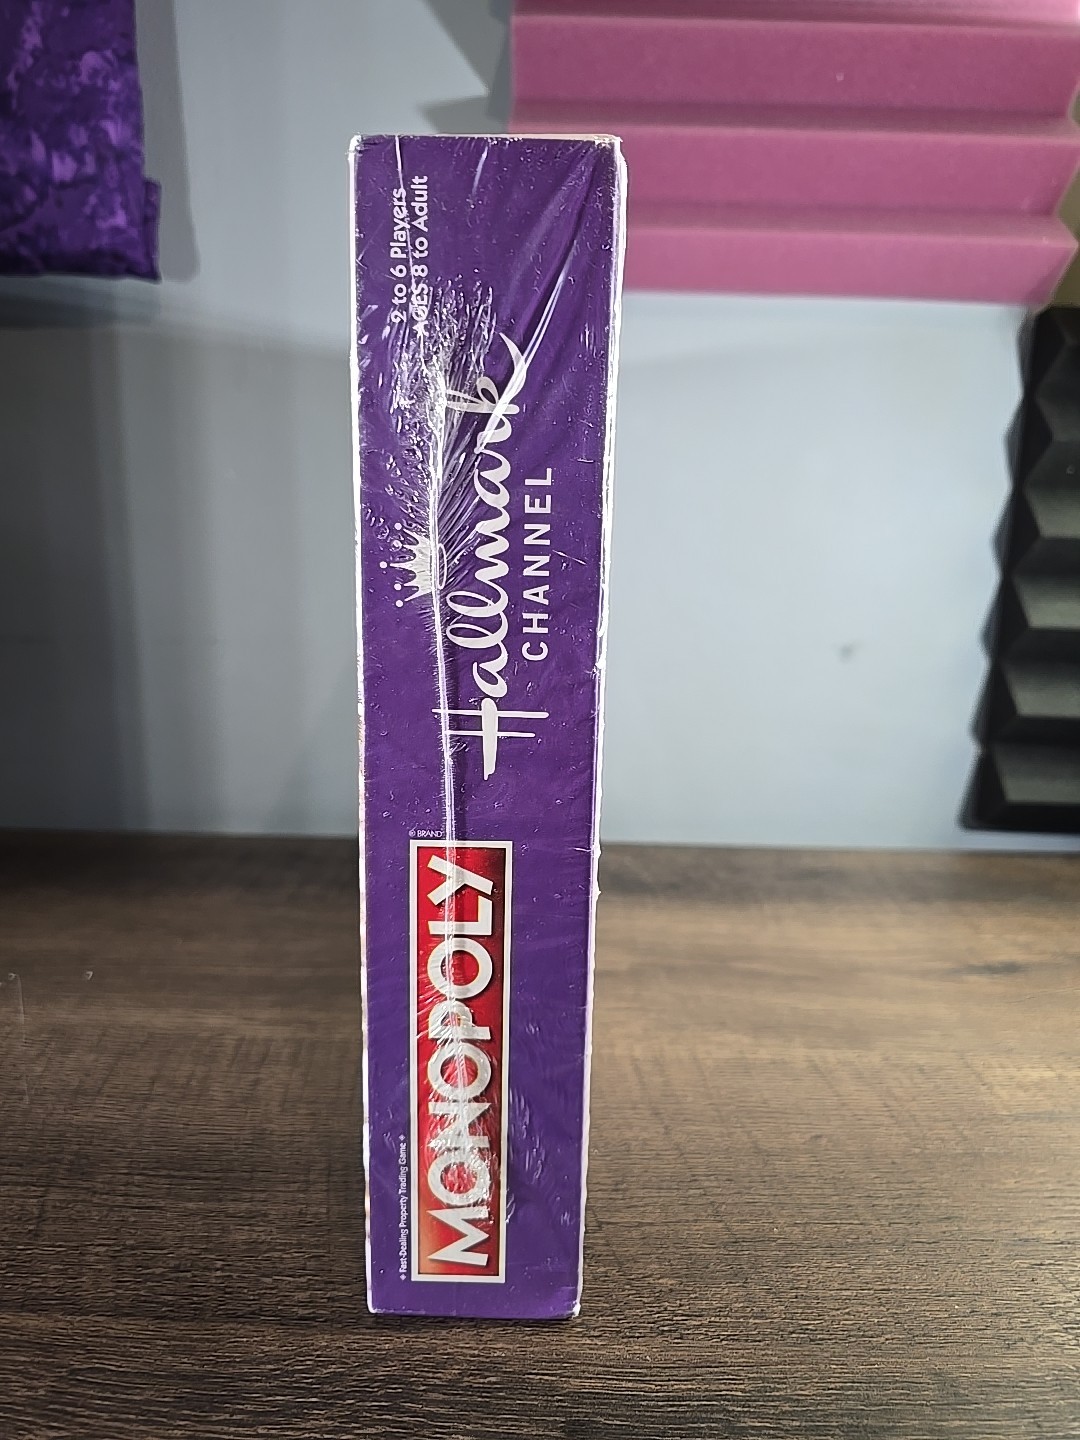 Fast-Dealing Property Trading Game
® BRAND
MONOPOLY
Hallmark
CHANNEL
2 to 6 Players
AGES 8 to Adult